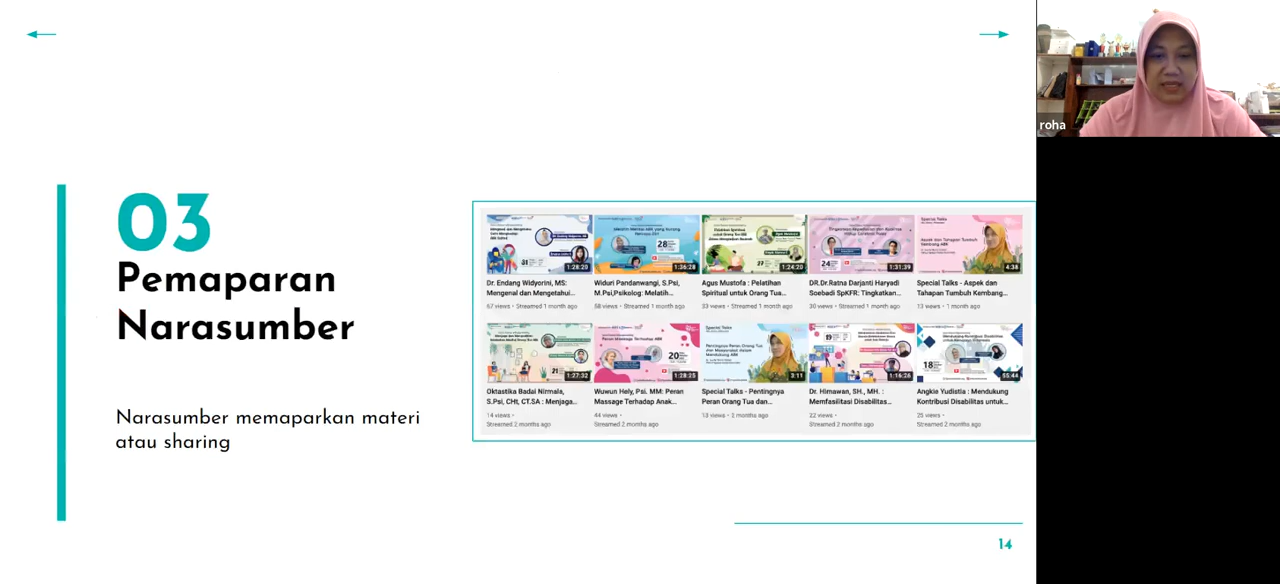 roha
03
Pemaparan
Narasumber
Narasumber memaparkan materi
atau sharing
1:28:20
1:36:28
1:24:20
1:31:39
4:38
Dr. Endang Widyorini, MS:
Mengenal dan Mengetahui...
67 views • Streamed 1 month ago
Widuri Pandanwangi, S.Psi,
M.Psi,Psikolog: Melatih...
58 views • Streamed 1 month ago
Agus Mustofa : Pelatihan
Spiritual untuk Orang Tua...
33 views • Streamed 1 month ago
DR.Dr.Ratna Darjanti Haryadi
Soebadi SpKFR: Tingkatkan...
30 views • Streamed 1 month ago
Special Talks - Aspek dan
Tahapan Tumbuh Kembang...
13 views • 1 month ago
1:27:32
1:28:25
3:11
1:16:26
55:44
Oktastika Badai Nirmala,
S.Psi, CHt, CT.SA : Menjaga...
14 views •
Streamed 2 months ago
Wuwun Hely, Psi. MM: Peran
Massage Terhadap Anak...
44 views •
Streamed 2 months ago
Special Talks - Pentingnya
Peran Orang Tua dan...
13 views • 2 months ago
Dr. Himawan, SH., MH. :
Memfasilitasi Disabilitas...
22 views •
Streamed 2 months ago
Angkie Yudistia : Mendukung
Kontribusi Disabilitas untuk...
25 views •
Streamed 2 months ago
14